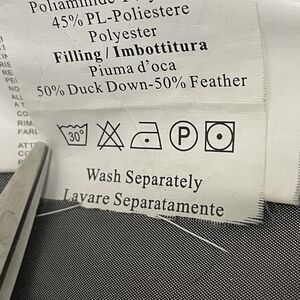 45% PL-Poliestere
Polyester
Filling / Imbottitura
Piuma d'oca
50% Duck Down-50% Feather
30°
P
Wash Separately
Lavare Separatamente